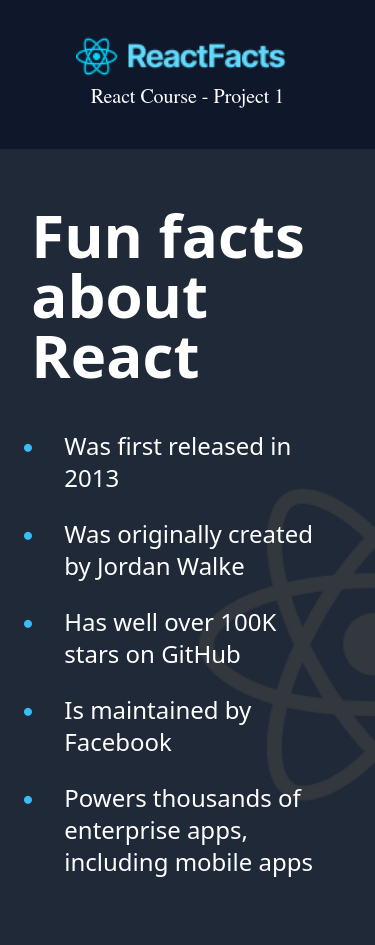 ReactFacts
React Course - Project 1
Fun facts
about
React
Was first released in
2013
Was originally created
by Jordan Walke
Has well over 100K
stars on GitHub
Is maintained by
Facebook
Powers thousands of
enterprise apps,
including mobile apps